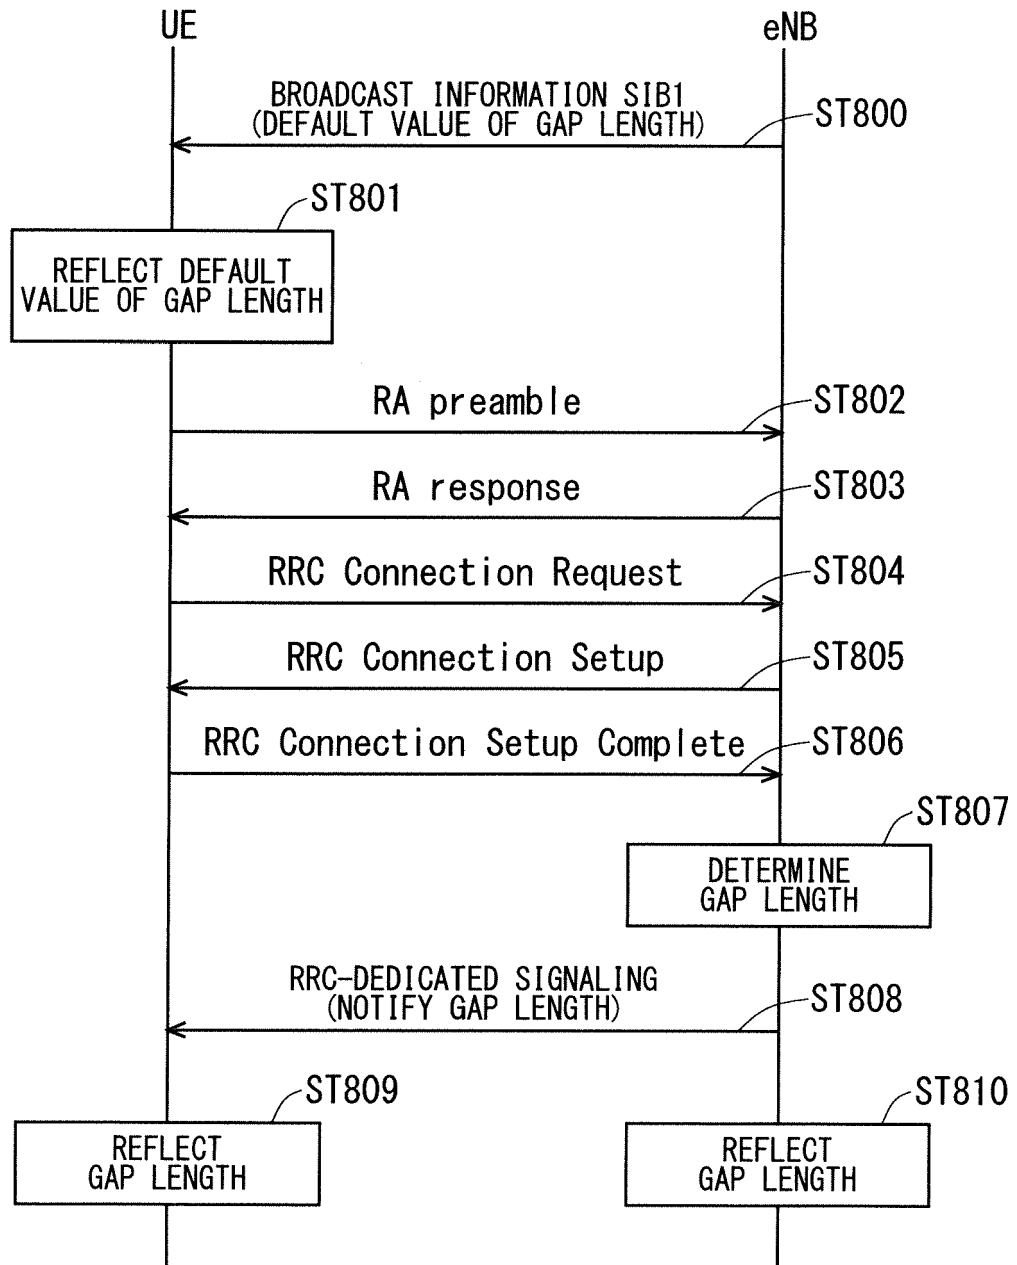 UE
eNB
BROADCAST INFORMATION SIB1
(DEFAULT VALUE OF GAP LENGTH)
ST800
ST801
REFLECT DEFAULT
VALUE OF GAP LENGTH
RA preamble
ST802
RA response
ST803
RRC Connection Request
ST804
RRC Connection Setup
ST805
RRC Connection Setup Complete
ST806
ST807
DETERMINE
GAP LENGTH
RRC-DEDICATED SIGNALING
(NOTIFY GAP LENGTH)
ST808
ST809
REFLECT
GAP LENGTH
ST810
REFLECT
GAP LENGTH